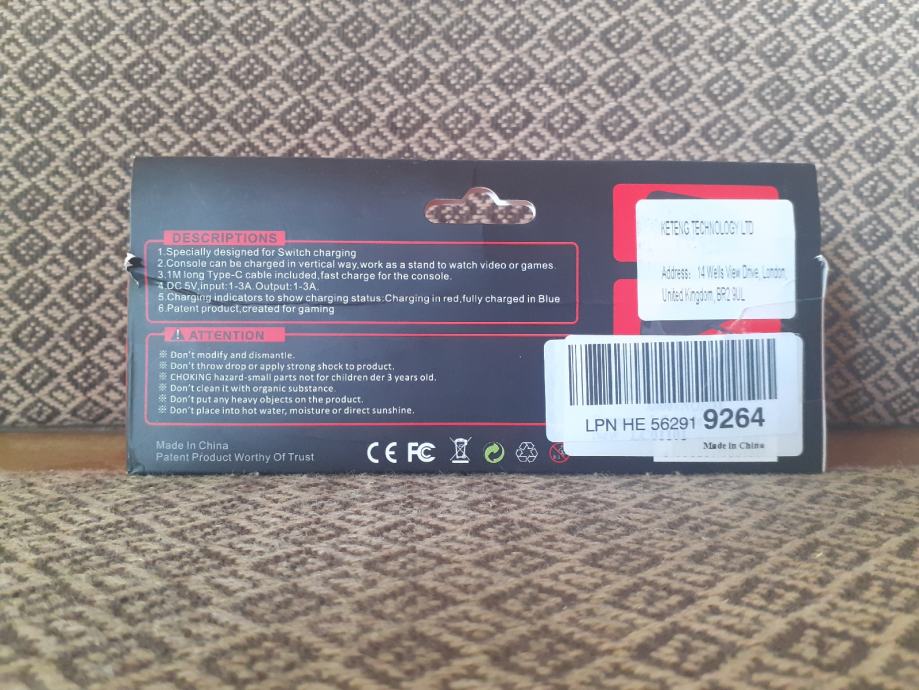 DESCRIPTIONS
1.Specially designed for Switch charging
2.Console can be charged in vertical way,work as a stand to watch video or games.
3.1M long Type-C cable included,fast charge for the console.
4.DC 5V,input:1-3A.Output:1-3A.
5.Charging indicators to show charging status:Charging in red,fully charged in Blue
6.Patent product,created for gaming
ATTENTION
※ Don't modify and dismantle.
※ Don't throw drop or apply strong shock to product.
※ CHOKING hazard-small parts not for children der 3 years old.
※ Don't clean it with organic substance.
※ Don't put any heavy objects on the product.
※ Don't place into hot water, moisture or direct sunshine.
Made In China
Patent Product Worthy Of Trust
CE FC
KETENG TECHNOLOGY LTD
Address: 14 Wells View Drive, London,
United Kingdom, BR2 9UL
LPN HE 56291 9264
Made in China